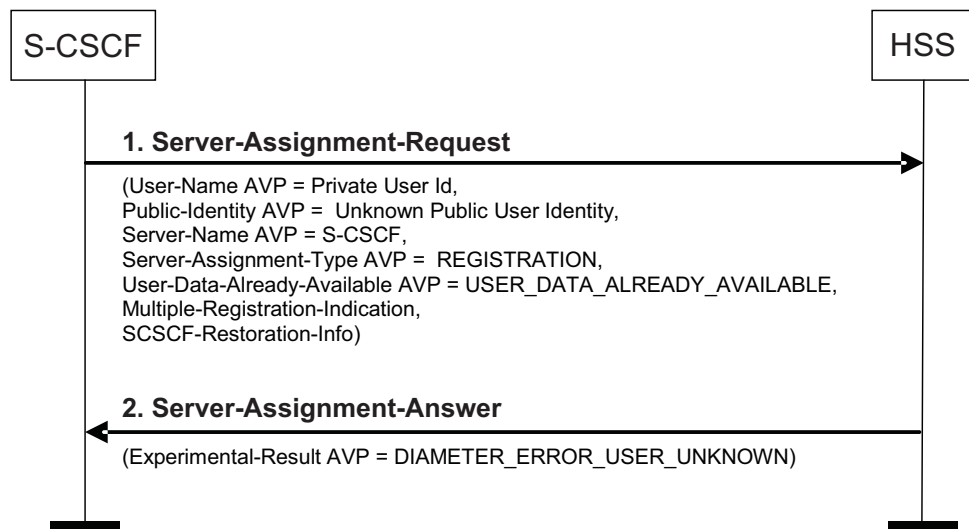 S-CSCF
HSS
1. Server-Assignment-Request
(User-Name AVP = Private User Id,
Public-Identity AVP =  Unknown Public User Identity,
Server-Name AVP = S-CSCF,
Server-Assignment-Type AVP =  REGISTRATION,
User-Data-Already-Available AVP = USER_DATA_ALREADY_AVAILABLE,
Multiple-Registration-Indication,
SCSCF-Restoration-Info)
2. Server-Assignment-Answer
(Experimental-Result AVP = DIAMETER_ERROR_USER_UNKNOWN)